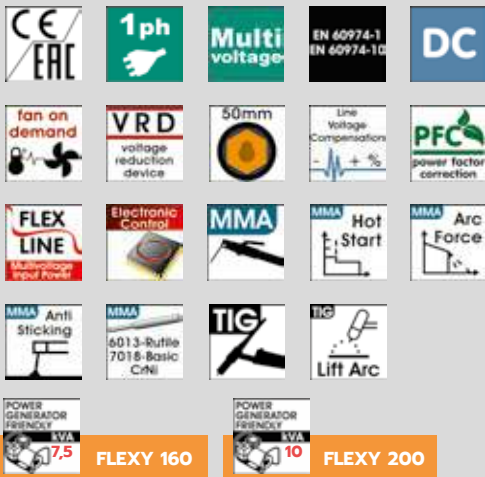 CE
EAC
1 ph
Multi
voltage
EN 60974-1
EN 60974-10
DC
fan on
demand
VRD
voltage
reduction
device
50mm
Line
Voltage
Compensations
- + %
PFC
power factor
correction
FLEX
LINE
Multivoltage
Input Power
Electronic
Control
MMA
MMA Hot
Start
MMA Arc
Force
MMA Anti
Sticking
MMA
6013-Rutile
7018-Basic
CrNi
TIG
TIG
Lift Arc
POWER
GENERATOR
FRIENDLY
kVA
7,5
FLEXY 160
POWER
GENERATOR
FRIENDLY
kVA
10
FLEXY 200